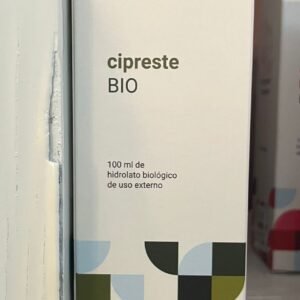 cipreste
BIO
100 ml de
hidrolato biológico
de uso externo